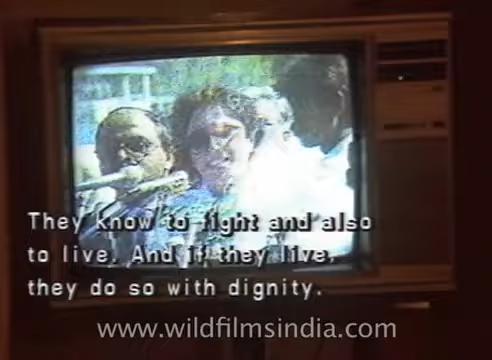 They know to fight and also
to live. And if they live,
they do so with dignity.
www.wildfilmsindia.com